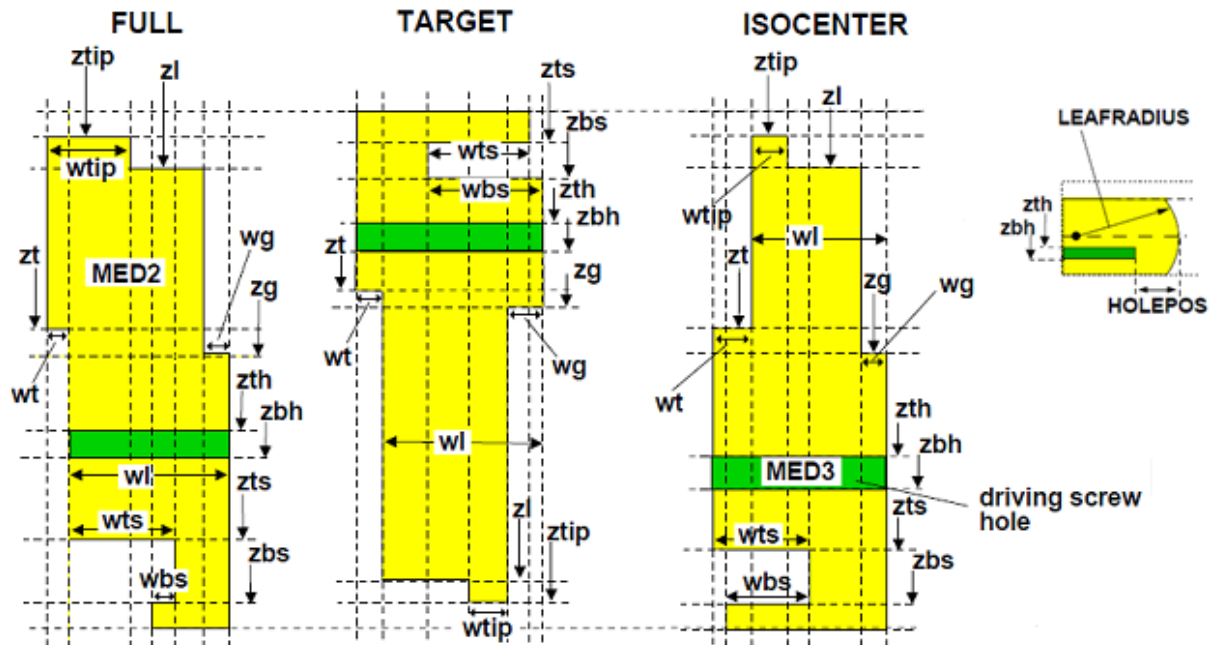 FULL
ztip
zl
wtip
zt
MED2
wg
zg
wt
zth
zbh
wl
zts
wts
zbs
wbs
TARGET
zts
zbs
wts
wbs
zth
zbh
zt
zg
wt
wg
wl
zl
ztip
wtip
ISOCENTER
ztip
zl
wtip
wl
zt
zg
wg
wt
zth
zbh
MED3
driving screw
hole
zts
wts
zbs
wbs
LEAFRADIUS
zth
zbh
HOLEPOS